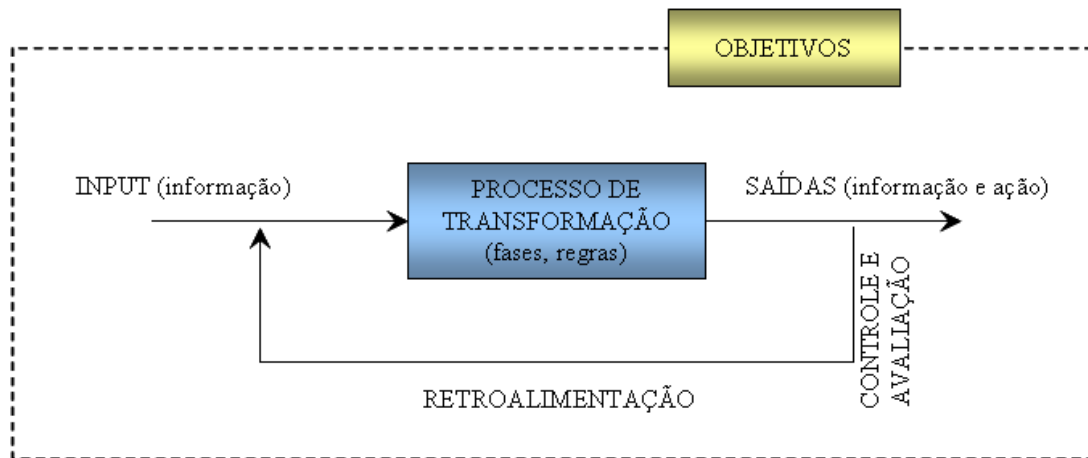 OBJETIVOS
INPUT (informação)
PROCESSO DE
TRANSFORMAÇÃO
(fases, regras)
SAÍDAS (informação e ação)
CONTROLE E
AVALIAÇÃO
RETROALIMENTAÇÃO